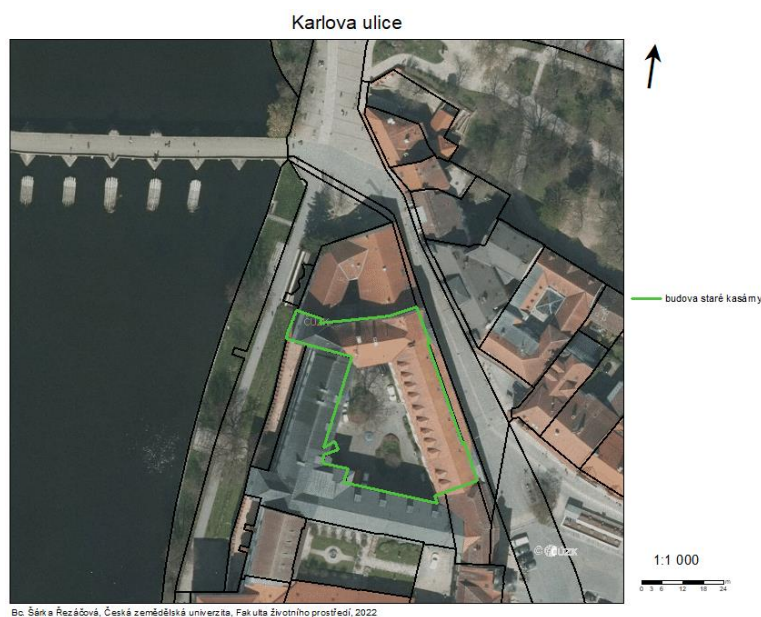 Karlova ulice
budova staré kasárny
ČÚZK
© ČÚZK
1:1 000
0 3 6 12 18 24 m
Bc. Šárka Řezáčová, Česká zemědělská univerzita, Fakulta životního prostředí, 2022